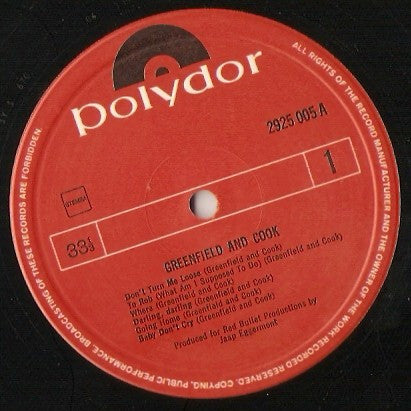 polydor
2925 005 A
STEREO
33⅓
1
GREENFIELD AND COOK
Don't Turn Me Loose (Greenfield and Cook)
To Rob (What Am I Supposed To Do) (Greenfield and Cook)
Where (Greenfield and Cook)
Darling, darling (Greenfield and Cook)
Going Home (Greenfield and Cook)
Baby Don't Cry (Greenfield and Cook)
Produced for Red Bullet Productions by
Jaap Eggermont
ALL RIGHTS OF THE RECORD MANUFACTURER AND THE OWNER OF THE WORK RECORDED RESERVED. COPYING, PUBLIC PERFORMANCE, BROADCASTING OF THESE RECORDS ARE FORBIDDEN.